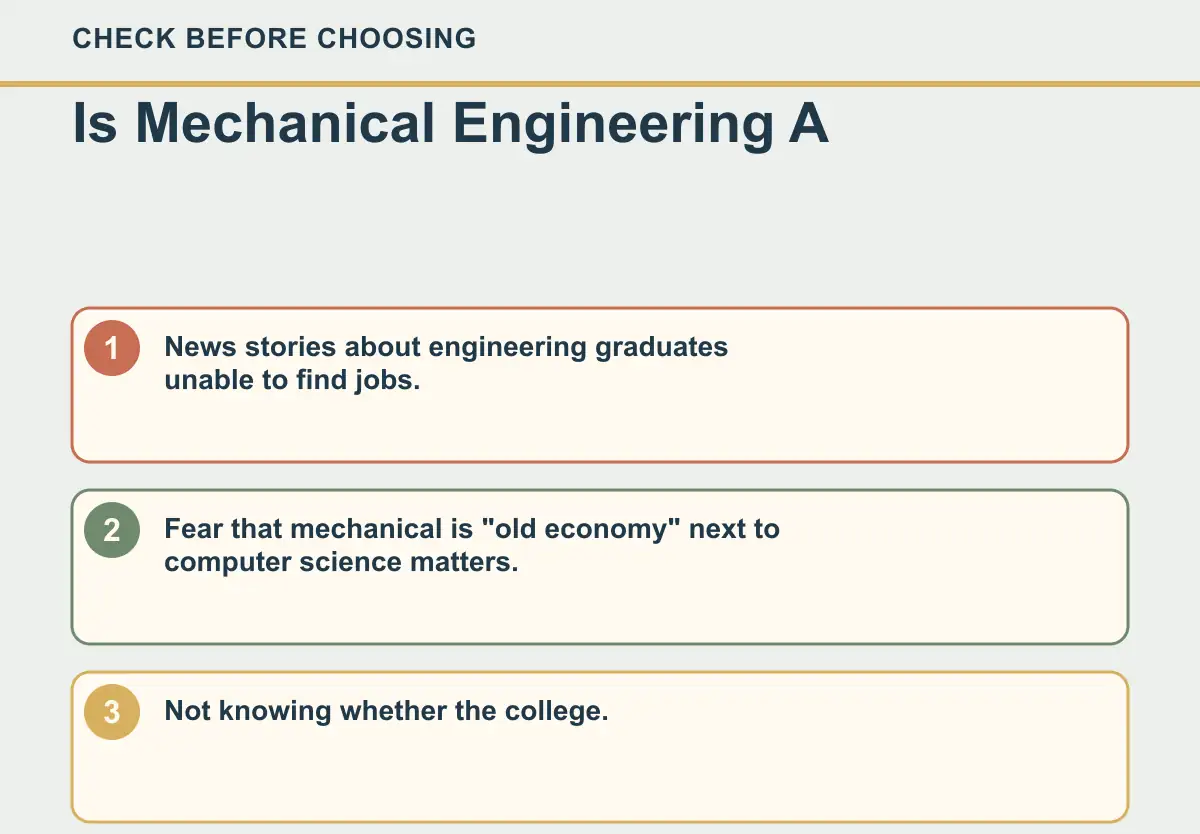 CHECK BEFORE CHOOSING
Is Mechanical Engineering A
1
News stories about engineering graduates
unable to find jobs.
2
Fear that mechanical is "old economy" next to
computer science matters.
3
Not knowing whether the college.